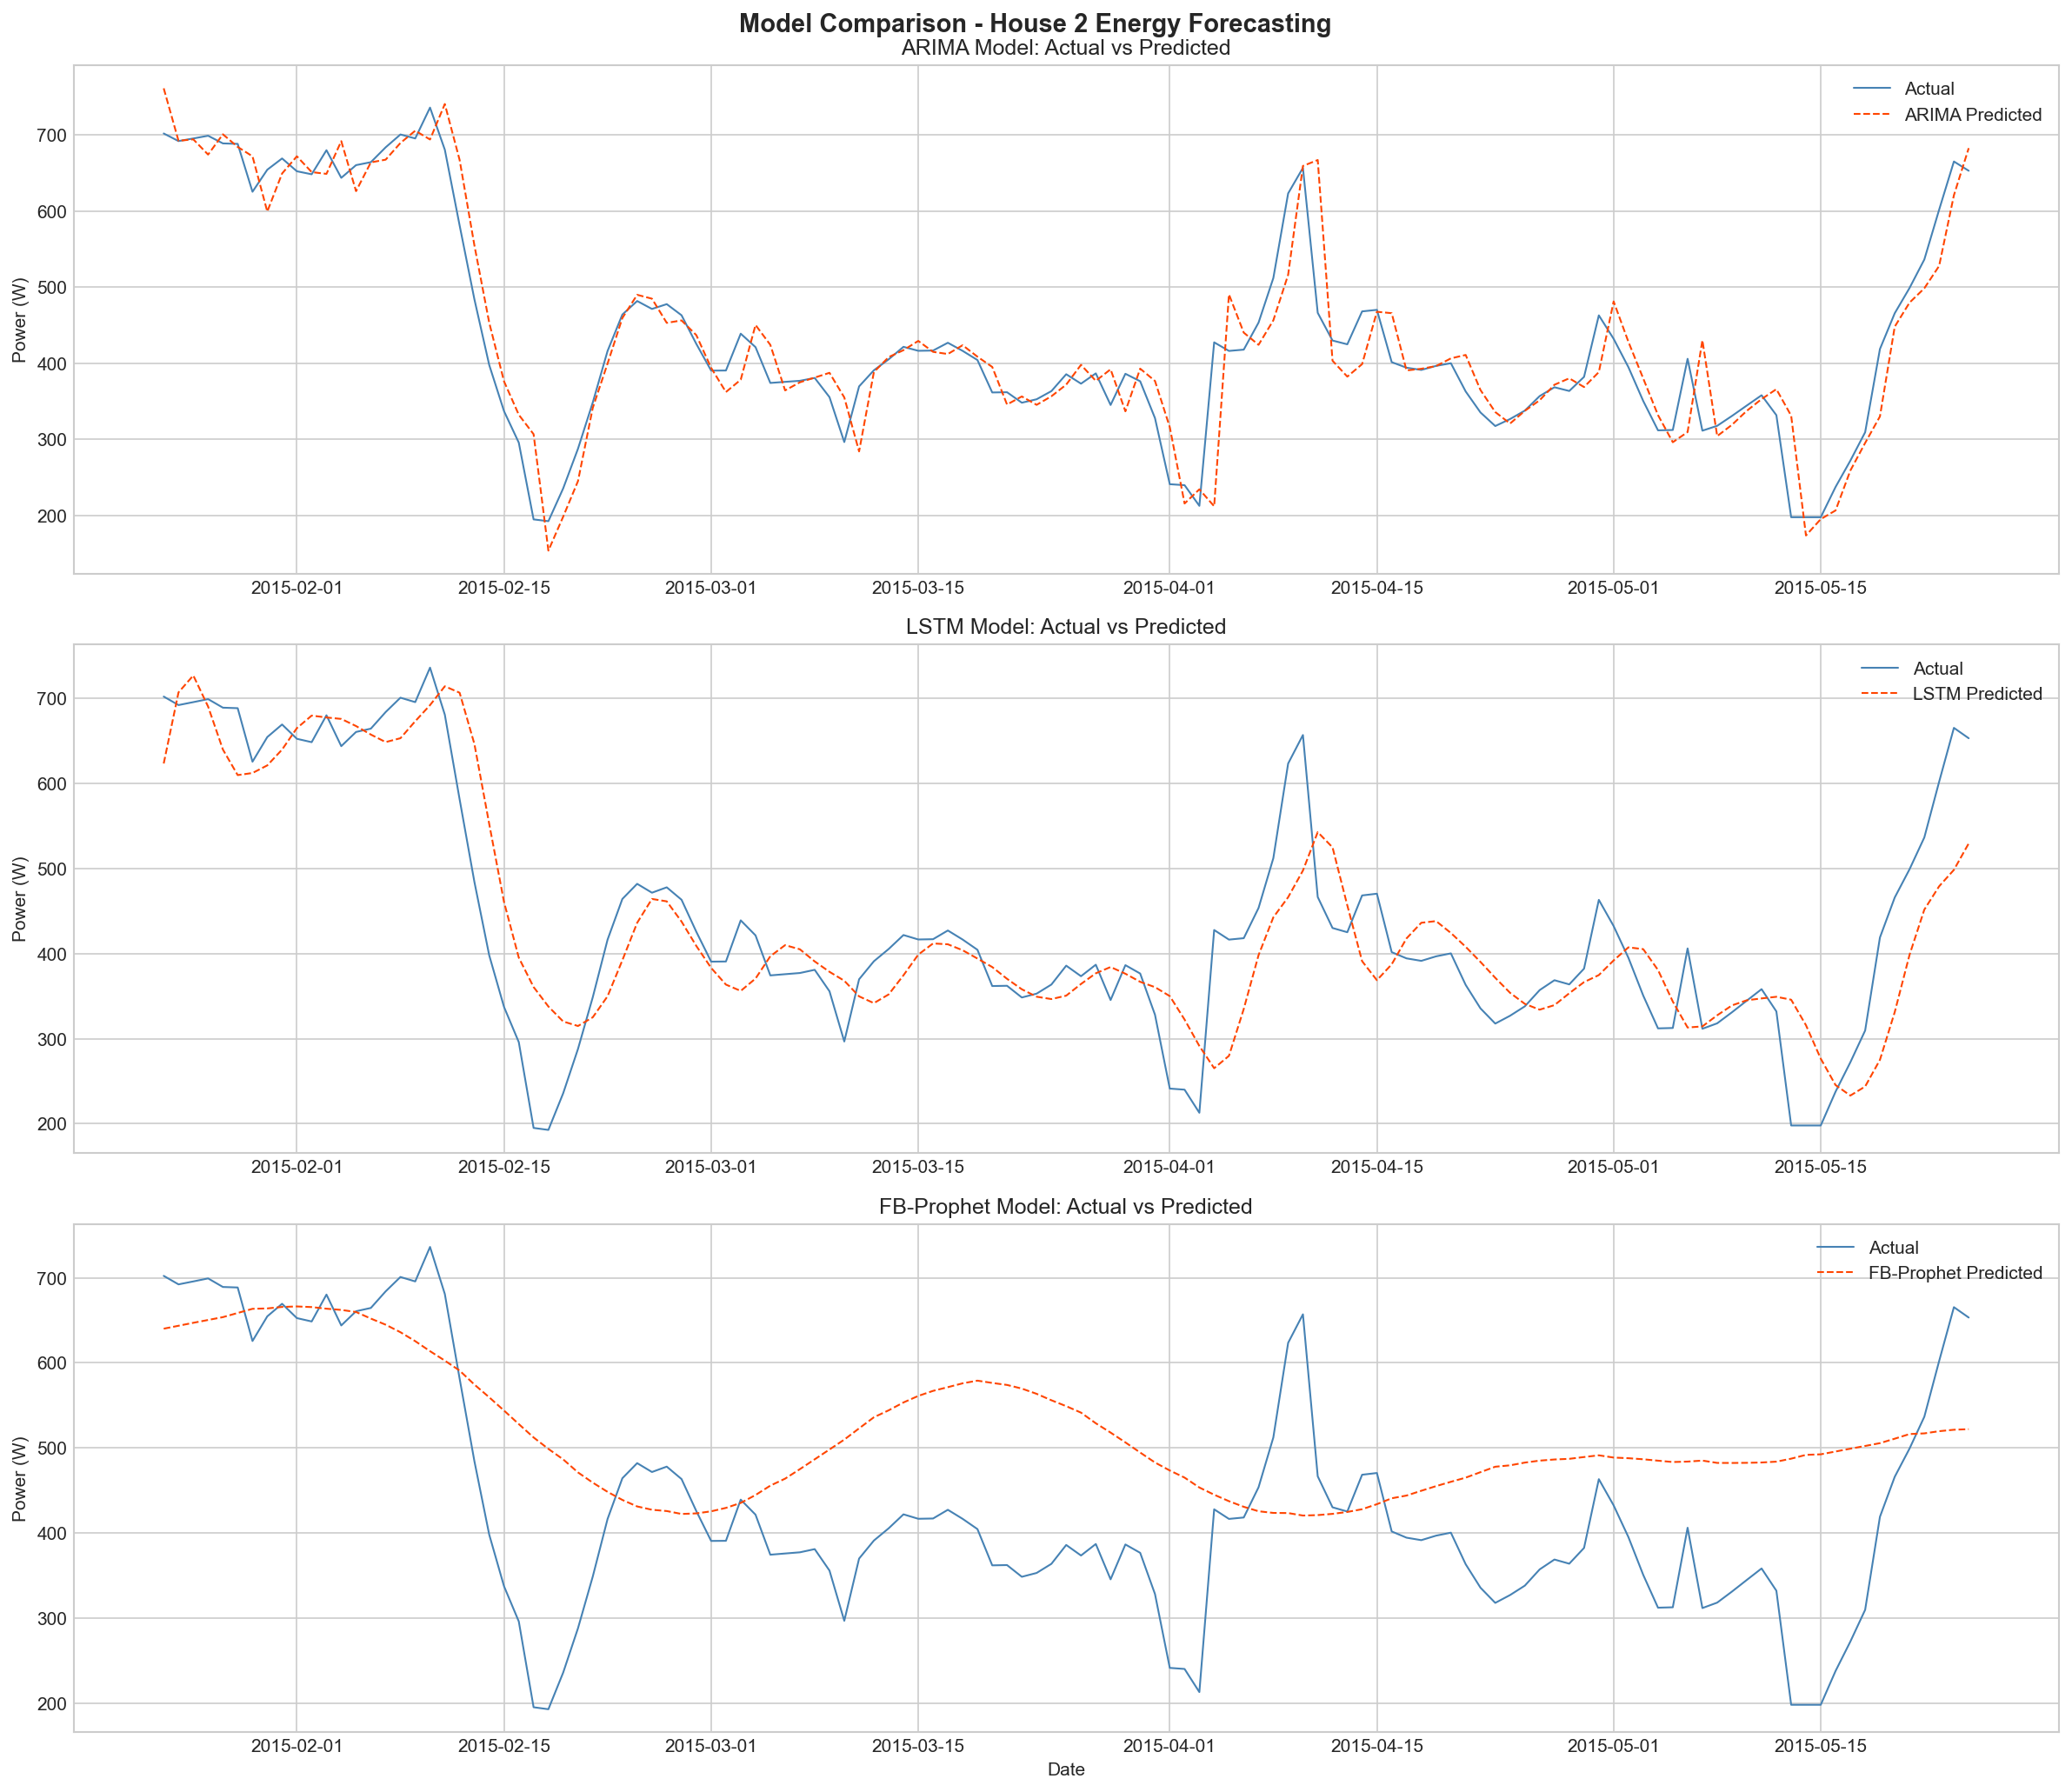 Model Comparison - House 2 Energy Forecasting
ARIMA Model: Actual vs Predicted
Actual
ARIMA Predicted
Power (W)
700
600
500
400
300
200
2015-02-01 2015-02-15 2015-03-01 2015-03-15 2015-04-01 2015-04-15 2015-05-01 2015-05-15
LSTM Model: Actual vs Predicted
Actual
LSTM Predicted
Power (W)
700
600
500
400
300
200
2015-02-01 2015-02-15 2015-03-01 2015-03-15 2015-04-01 2015-04-15 2015-05-01 2015-05-15
FB-Prophet Model: Actual vs Predicted
Actual
FB-Prophet Predicted
Power (W)
700
600
500
400
300
200
2015-02-01 2015-02-15 2015-03-01 2015-03-15 2015-04-01 2015-04-15 2015-05-01 2015-05-15
Date